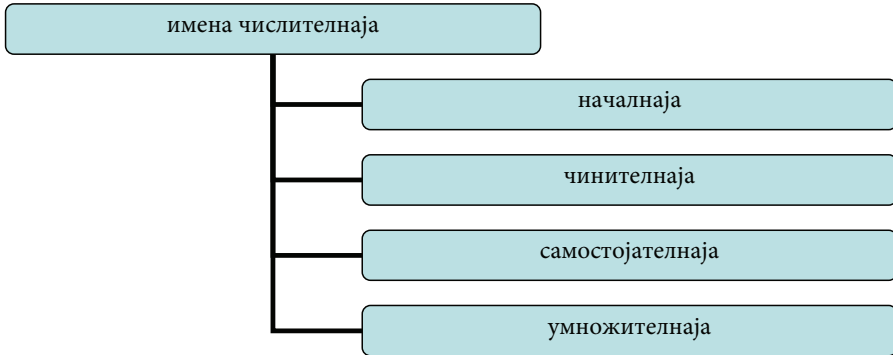 имена числителнаја
началнаја
чинителнаја
самостојателнаја
умножителнаја